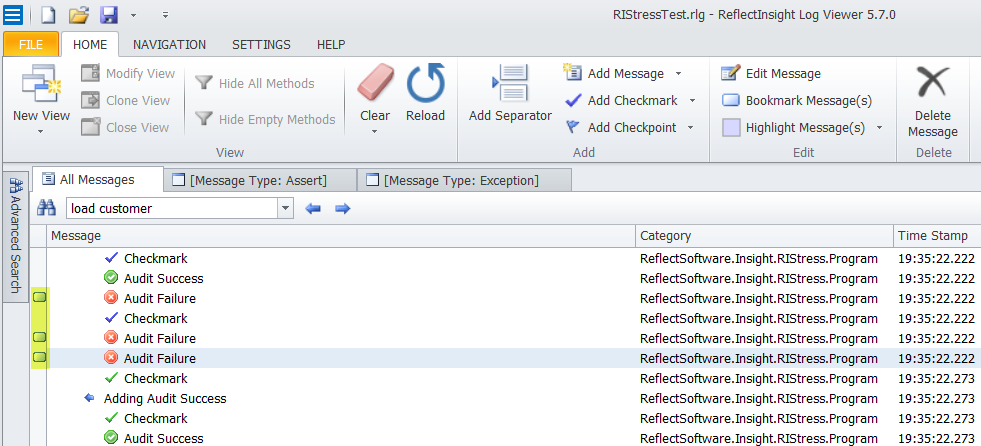 RIStressTest.rlg - ReflectInsight Log Viewer 5.7.0
FILE HOME NAVIGATION SETTINGS HELP
New View
Modify View
Clone View
Close View
Hide All Methods
Hide Empty Methods
Clear
Reload
View
Add Separator
Add Message
Add Checkmark
Add Checkpoint
Add
Edit Message
Bookmark Message(s)
Highlight Message(s)
Edit
Delete
Message
Delete
Advanced Search
All Messages [Message Type: Assert] [Message Type: Exception]
load customer
Message Category Time Stamp
Checkmark ReflectSoftware.Insight.RIStress.Program 19:35:22.222
Audit Success ReflectSoftware.Insight.RIStress.Program 19:35:22.222
Audit Failure ReflectSoftware.Insight.RIStress.Program 19:35:22.222
Checkmark ReflectSoftware.Insight.RIStress.Program 19:35:22.222
Audit Failure ReflectSoftware.Insight.RIStress.Program 19:35:22.222
Audit Failure ReflectSoftware.Insight.RIStress.Program 19:35:22.222
Checkmark ReflectSoftware.Insight.RIStress.Program 19:35:22.273
Adding Audit Success ReflectSoftware.Insight.RIStress.Program 19:35:22.273
Checkmark ReflectSoftware.Insight.RIStress.Program 19:35:22.273
Audit Success ReflectSoftware.Insight.RIStress.Program 19:35:22.273